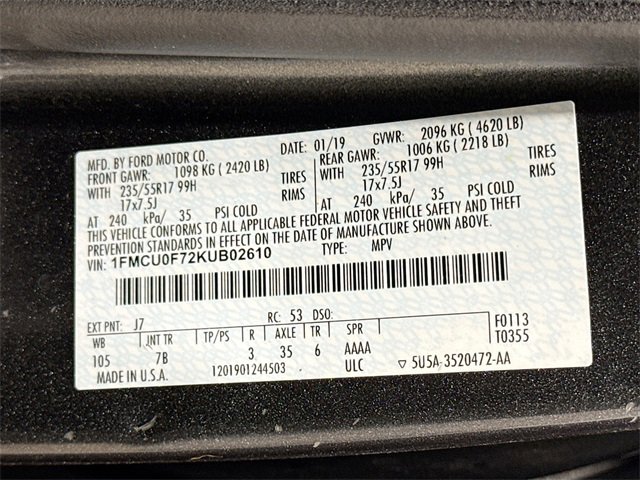 MFD. BY FORD MOTOR CO. DATE: 01/19 GVWR: 2096 KG ( 4620 LB)
FRONT GAWR: 1098 KG ( 2420 LB) REAR GAWR: 1006 KG ( 2218 LB)
WITH 235/55R17 99H TIRES WITH 235/55R17 99H TIRES
17x7.5J RIMS 17x7.5J RIMS
AT 240 kPa/ 35 PSI COLD AT 240 kPa/ 35 PSI COLD
THIS VEHICLE CONFORMS TO ALL APPLICABLE FEDERAL MOTOR VEHICLE SAFETY AND THEFT
PREVENTION STANDARDS IN EFFECT ON THE DATE OF MANUFACTURE SHOWN ABOVE.
VIN: 1FMCU0F72KUB02610 TYPE: MPV
EXT PNT: J7 RC: 53 DSO: F0113
WB INT TR TP/PS R AXLE TR SPR T0355
105 7B 3 35 6 AAAA
MADE IN U.S.A. 1201901244503 ULC ▽ 5U5A-3520472-AA